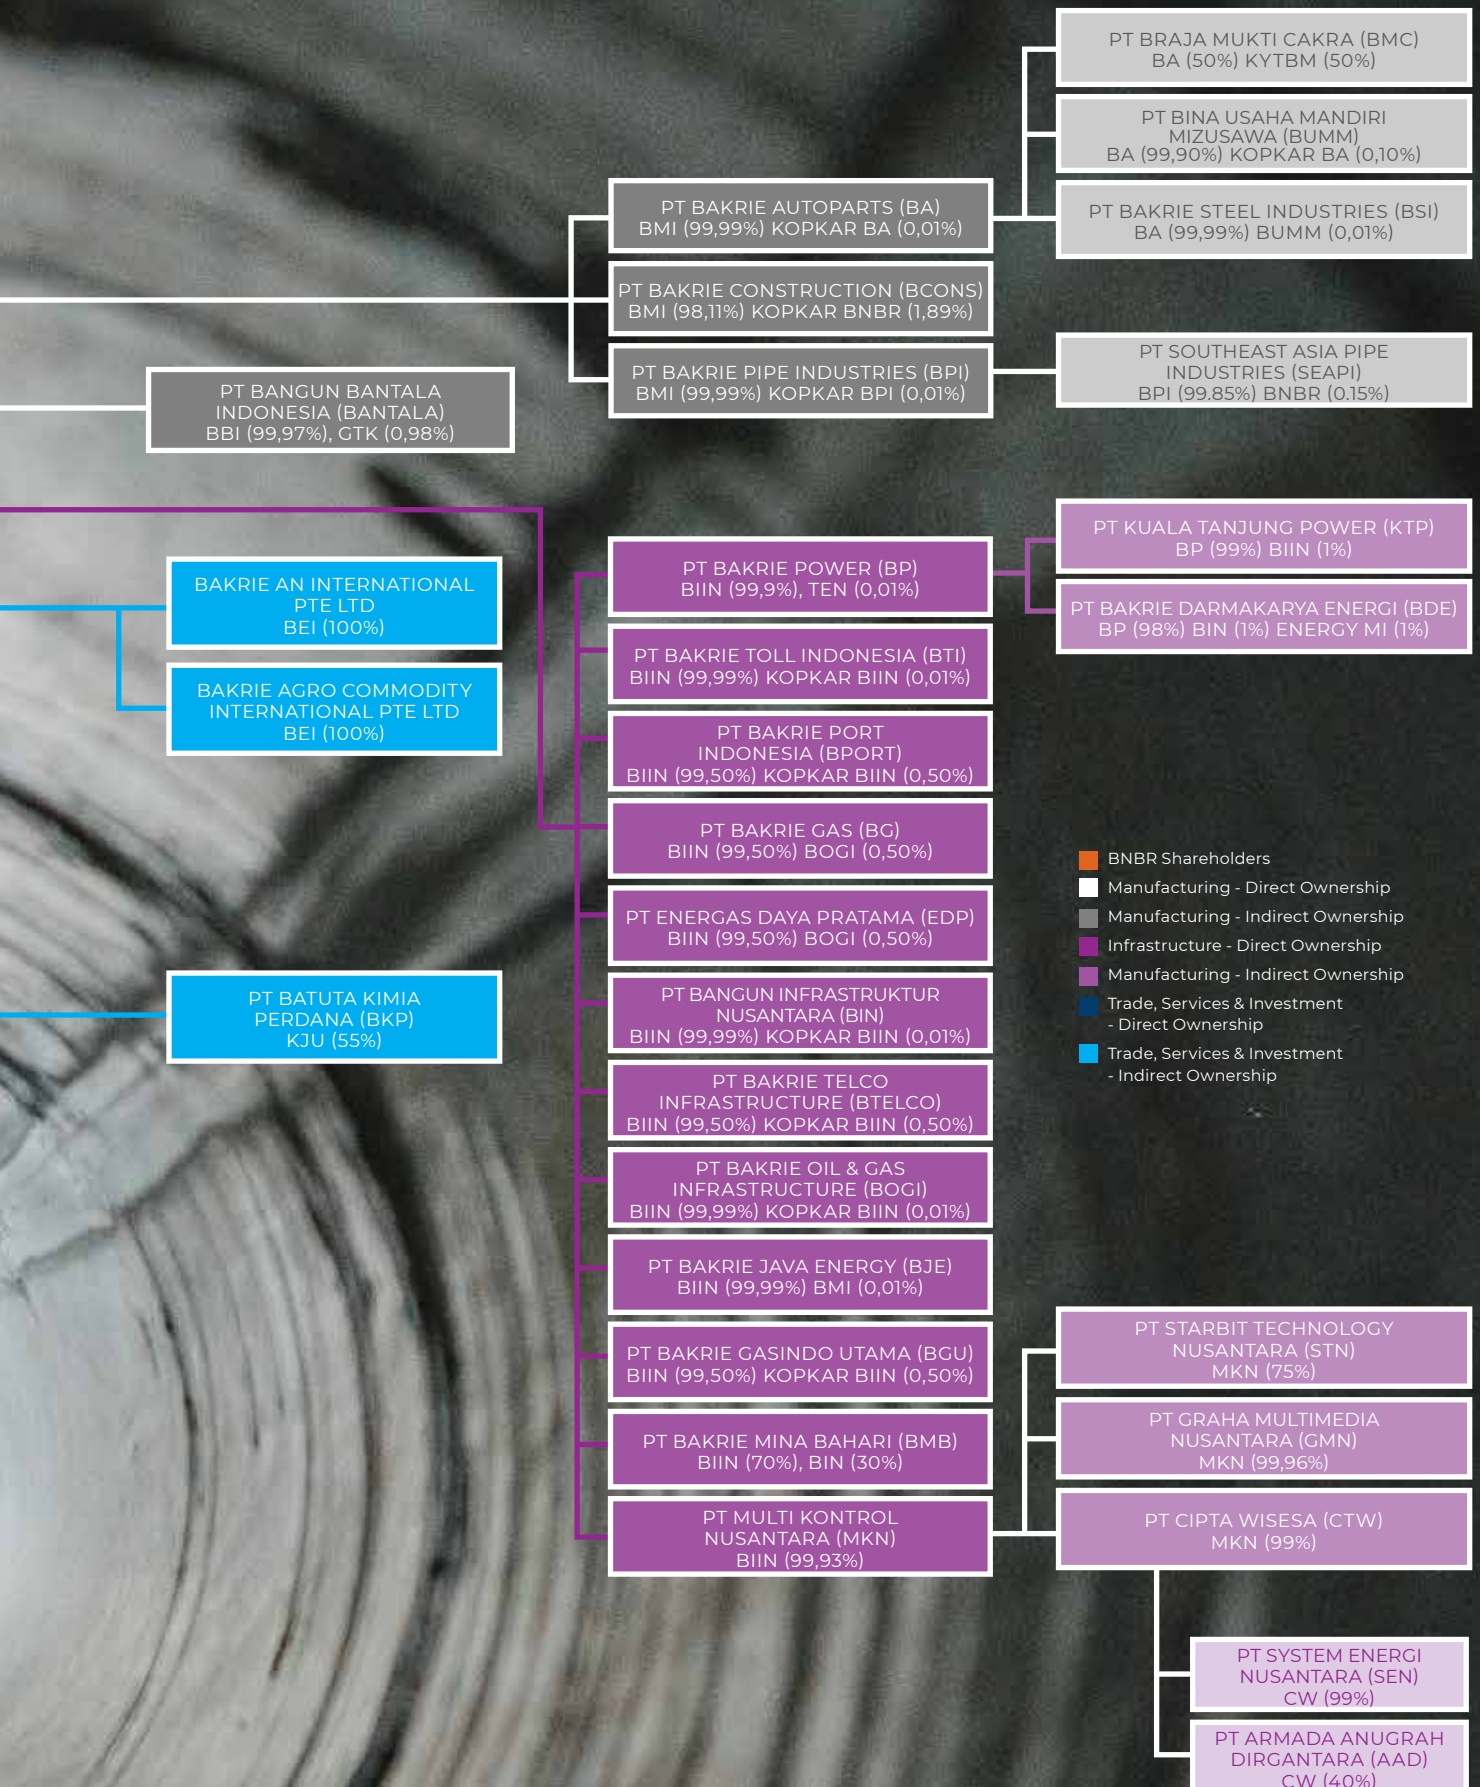 PT BRAJA MUKTI CAKRA (BMC)
BA (50%) KYTBM (50%)
PT BINA USAHA MANDIRI
MIZUSAWA (BUMM)
BA (99,90%) KOPKAR BA (0,10%)
PT BAKRIE STEEL INDUSTRIES (BSI)
BA (99,99%) BUMM (0,01%)
PT BAKRIE AUTOPARTS (BA)
BMI (99,99%) KOPKAR BA (0,01%)
PT BAKRIE CONSTRUCTION (BCONS)
BMI (98,11%) KOPKAR BNBR (1,89%)
PT BAKRIE PIPE INDUSTRIES (BPI)
BMI (99,99%) KOPKAR BPI (0,01%)
PT SOUTHEAST ASIA PIPE
INDUSTRIES (SEAPI)
BPI (99.85%) BNBR (0.15%)
PT BANGUN BANTALA
INDONESIA (BANTALA)
BBI (99,97%), GTK (0,98%)
BAKRIE AN INTERNATIONAL
PTE LTD
BEI (100%)
BAKRIE AGRO COMMODITY
INTERNATIONAL PTE LTD
BEI (100%)
PT BATUTA KIMIA
PERDANA (BKP)
KJU (55%)
PT BAKRIE POWER (BP)
BIIN (99,9%), TEN (0,01%)
PT BAKRIE TOLL INDONESIA (BTI)
BIIN (99,99%) KOPKAR BIIN (0,01%)
PT BAKRIE PORT
INDONESIA (BPORT)
BIIN (99,50%) KOPKAR BIIN (0,50%)
PT BAKRIE GAS (BG)
BIIN (99,50%) BOGI (0,50%)
PT ENERGAS DAYA PRATAMA (EDP)
BIIN (99,50%) BOGI (0,50%)
PT BANGUN INFRASTRUKTUR
NUSANTARA (BIN)
BIIN (99,99%) KOPKAR BIIN (0,01%)
PT BAKRIE TELCO
INFRASTRUCTURE (BTELCO)
BIIN (99,50%) KOPKAR BIIN (0,50%)
PT BAKRIE OIL & GAS
INFRASTRUCTURE (BOGI)
BIIN (99,99%) KOPKAR BIIN (0,01%)
PT BAKRIE JAVA ENERGY (BJE)
BIIN (99,99%) BMI (0,01%)
PT BAKRIE GASINDO UTAMA (BGU)
BIIN (99,50%) KOPKAR BIIN (0,50%)
PT BAKRIE MINA BAHARI (BMB)
BIIN (70%), BIN (30%)
PT MULTI KONTROL
NUSANTARA (MKN)
BIIN (99,93%)
PT KUALA TANJUNG POWER (KTP)
BP (99%) BIIN (1%)
PT BAKRIE DARMAKARYA ENERGI (BDE)
BP (98%) BIN (1%) ENERGY MI (1%)
BNBR Shareholders
Manufacturing - Direct Ownership
Manufacturing - Indirect Ownership
Infrastructure - Direct Ownership
Manufacturing - Indirect Ownership
Trade, Services & Investment
- Direct Ownership
Trade, Services & Investment
- Indirect Ownership
PT STARBIT TECHNOLOGY
NUSANTARA (STN)
MKN (75%)
PT GRAHA MULTIMEDIA
NUSANTARA (GMN)
MKN (99,96%)
PT CIPTA WISESA (CTW)
MKN (99%)
PT SYSTEM ENERGI
NUSANTARA (SEN)
CW (99%)
PT ARMADA ANUGRAH
DIRGANTARA (AAD)
CW (40%)